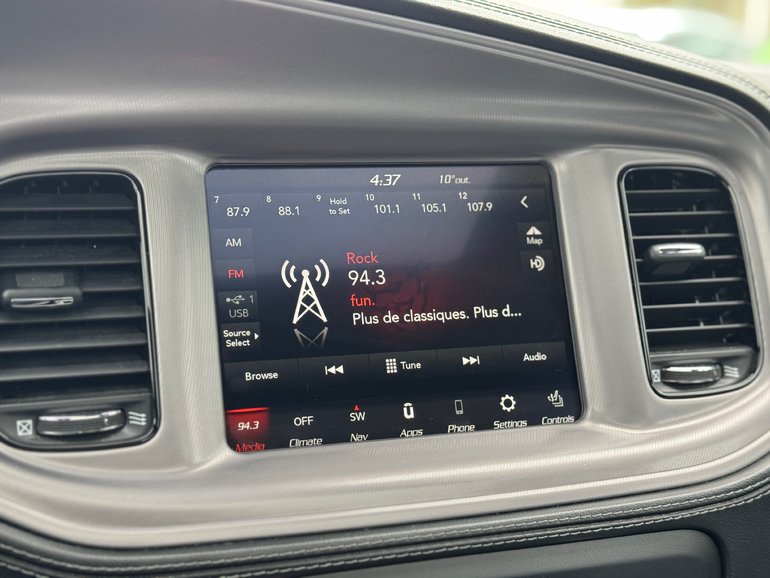 4:37 10°out.
7 87.9 8 88.1 9 Hold to Set 10 101.1 11 105.1 12 107.9
AM
Map
FM
HD
Rock
94.3
fun.
Plus de classiques. Plus d...
1
USB
Source
Select
Browse Tune Audio
94.3 OFF SW
Media Climate Nav Apps Phone Settings Controls